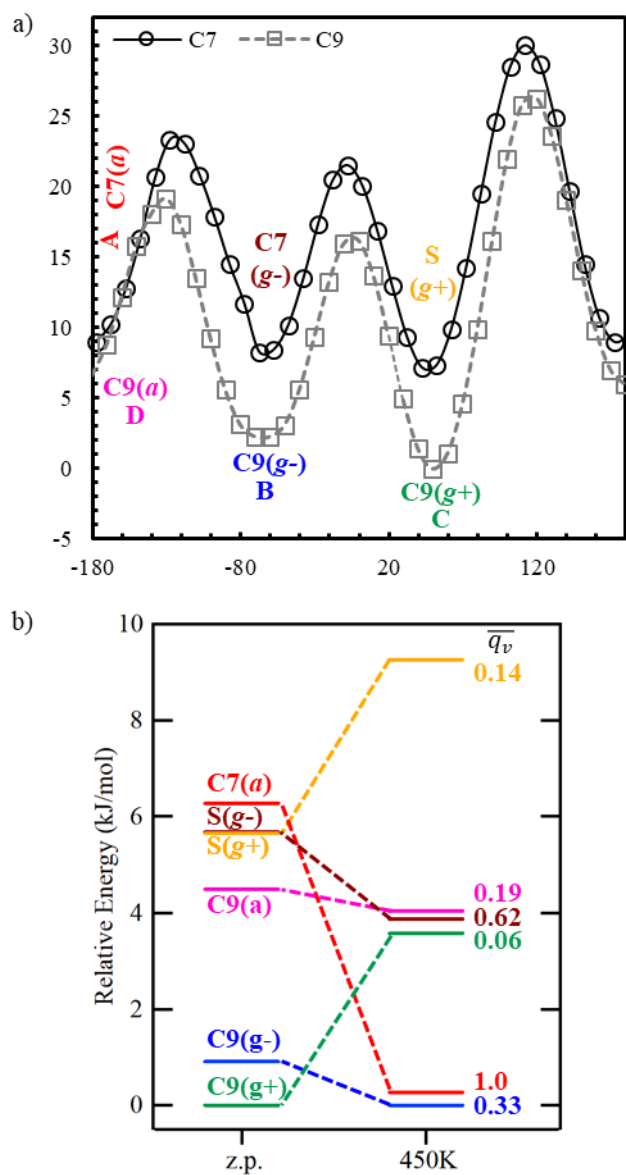 a)
C7 C9
30
25
20
15
10
5
0
-5
C7(a)
A
C7
(g-)
S
(g+)
C9(a)
D
C9(g-)
B
C9(g+)
C
-180 -80 20 120
b)
10
8
6
4
2
0
Relative Energy (kJ/mol)
q_v
0.14
C7(a)
S(g-)
S(g+)
C9(a)
0.19
0.62
0.06
C9(g-)
C9(g+)
1.0
0.33
z.p. 450K